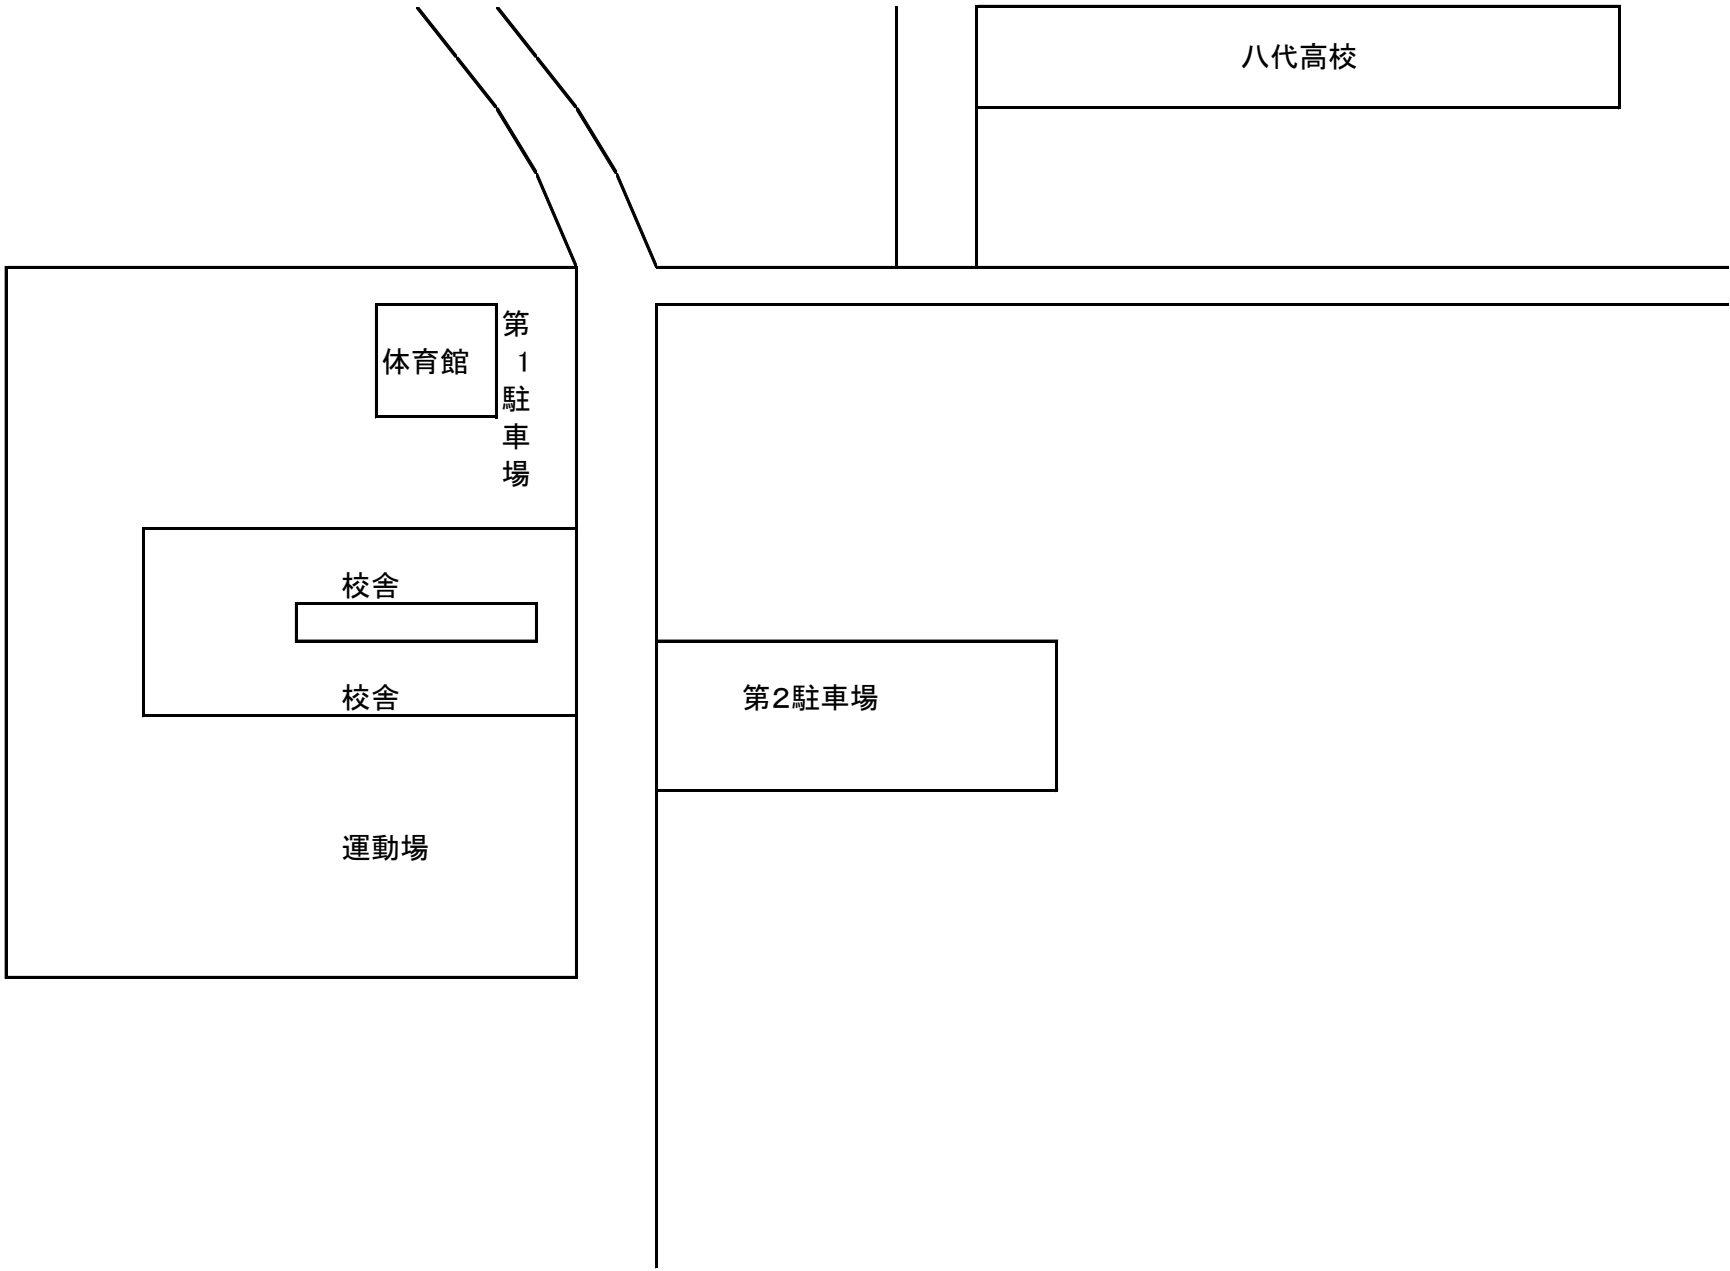 八代高校
体育館
第1駐車場
校舎
校舎
第2駐車場
運動場